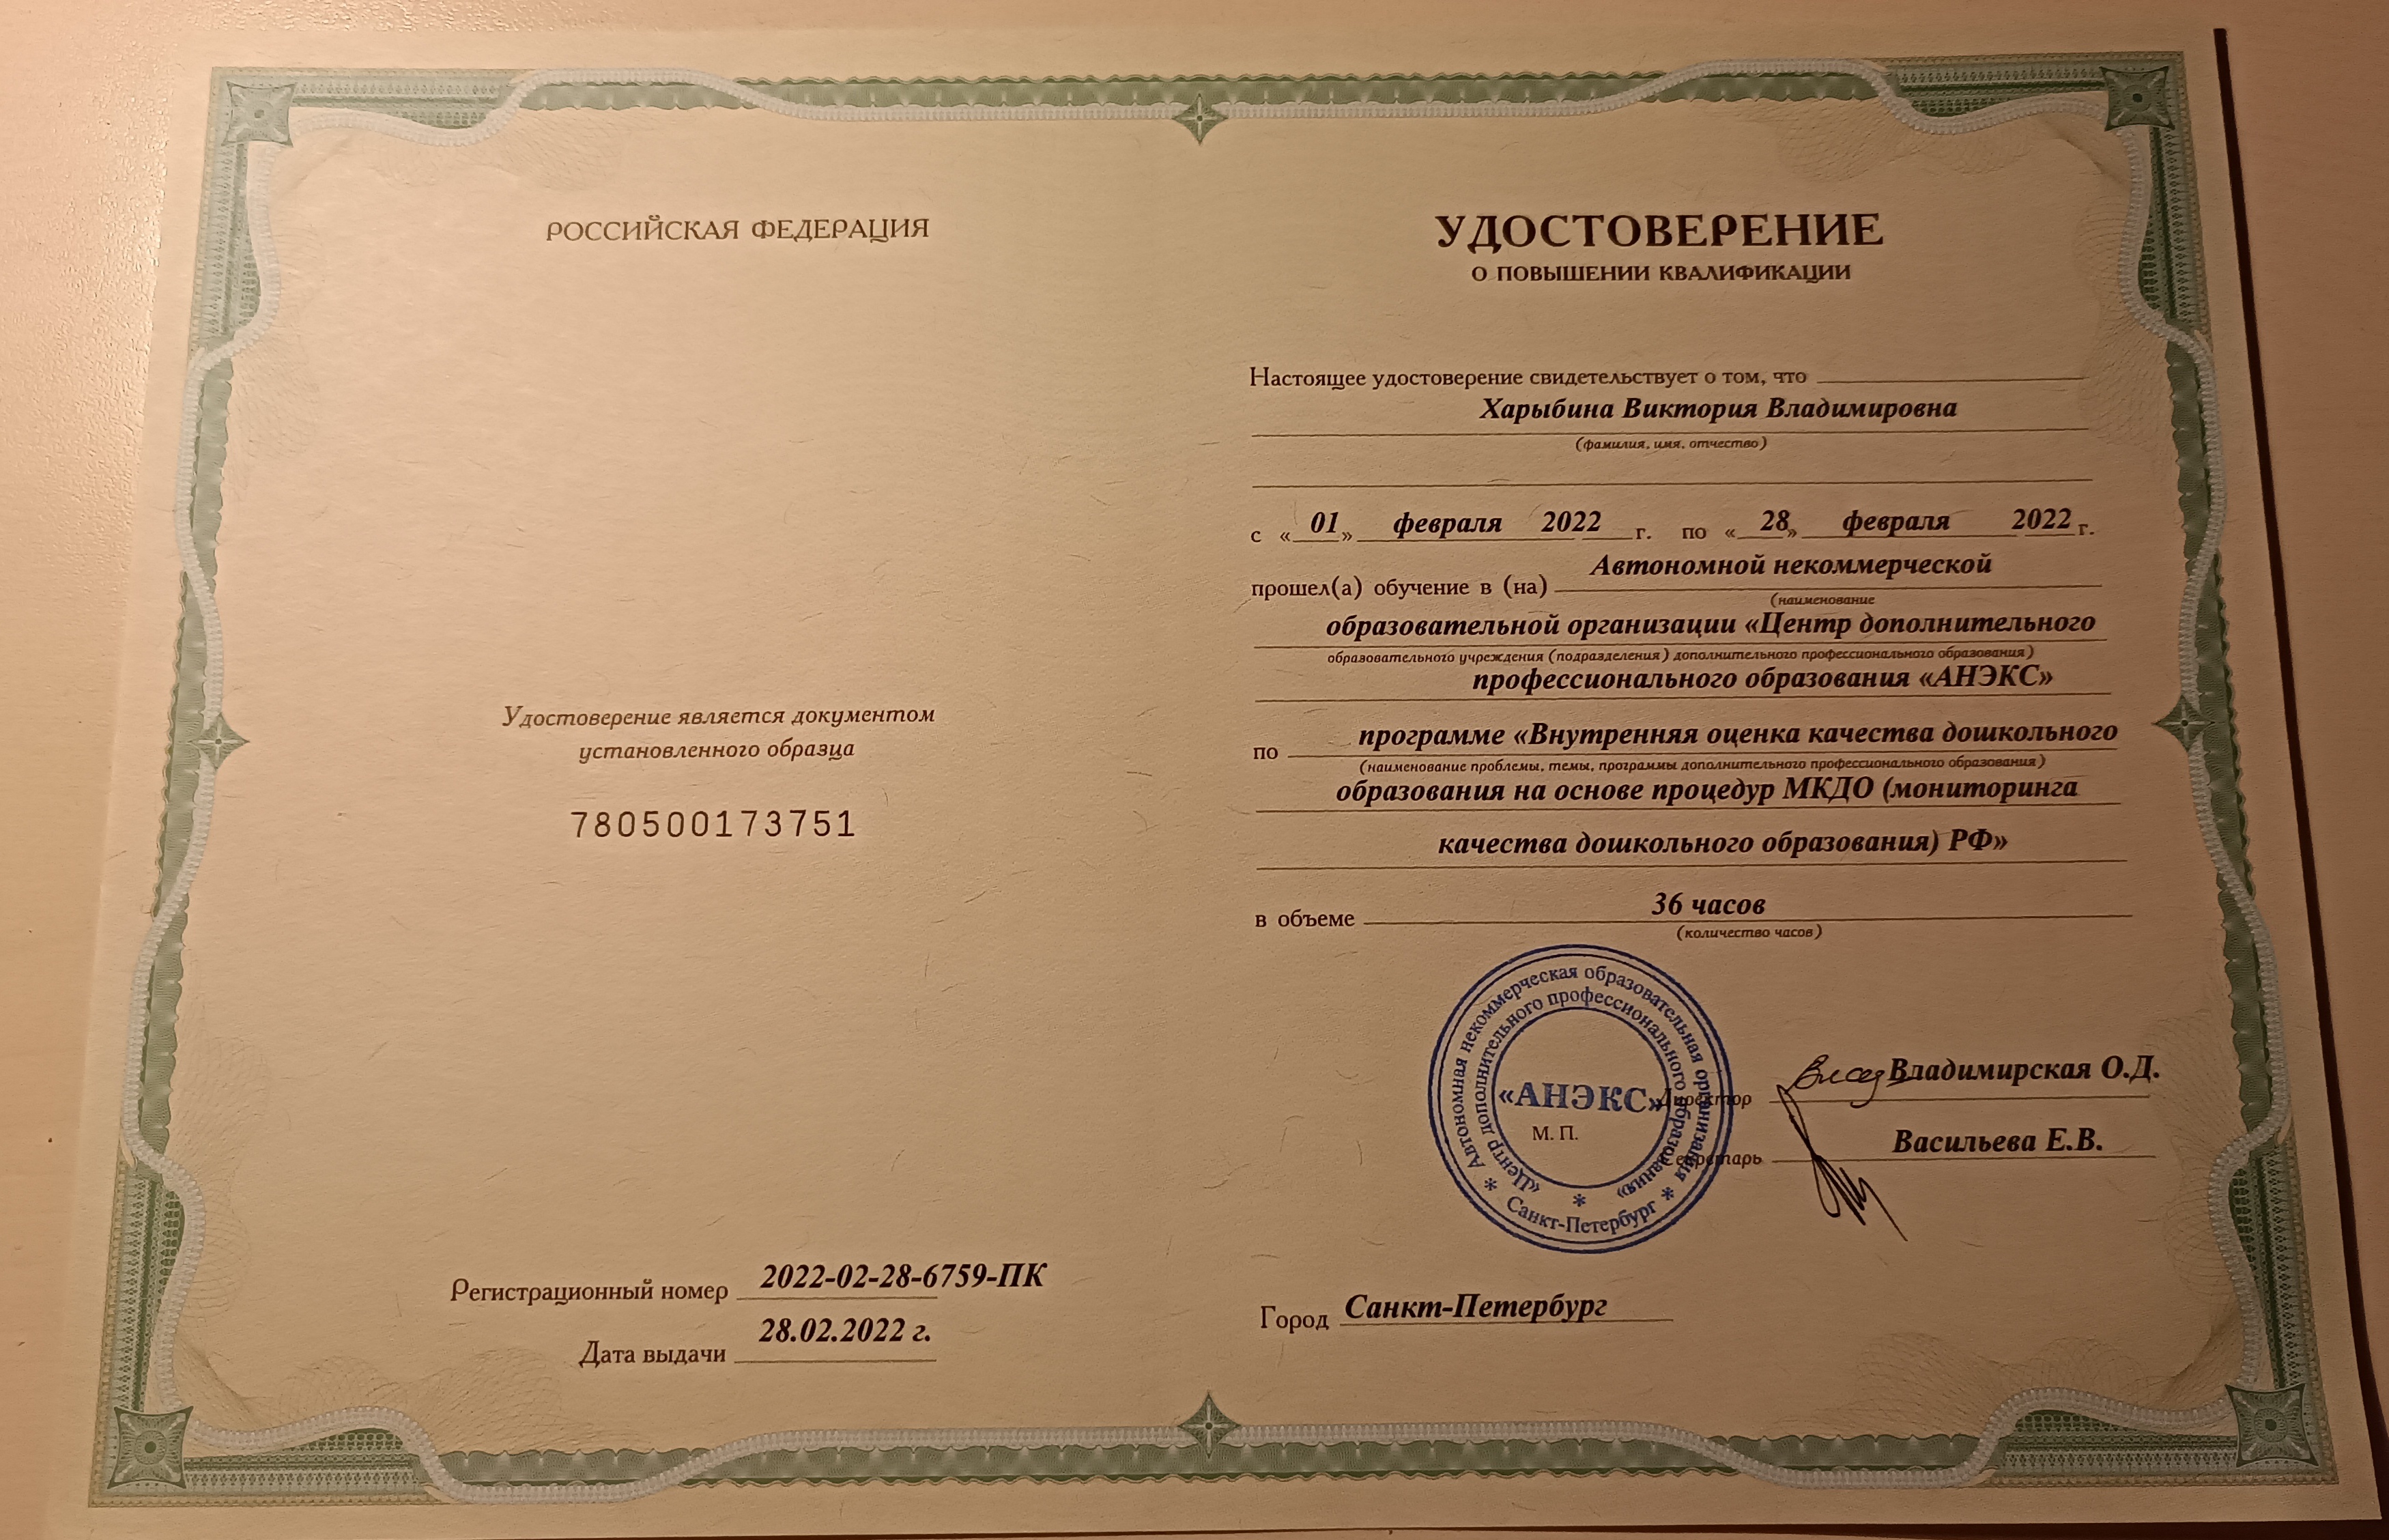 РОССИЙСКАЯ ФЕДЕРАЦИЯ
Удостоверение является документом
установленного образца
780500173751
Регистрационный номер 2022-02-28-6759-ПК
Дата выдачи 28.02.2022 г.
УДОСТОВЕРЕНИЕ
О ПОВЫШЕНИИ КВАЛИФИКАЦИИ
Настоящее удостоверение свидетельствует о том, что
Харыбина Виктория Владимировна
(фамилия, имя, отчество)
с «01» февраля 2022 г. по «28» февраля 2022 г.
прошел(а) обучение в (на) Автономной некоммерческой
(наименование
образовательной организации «Центр дополнительного
образовательного учреждения (подразделения) дополнительного профессионального образования)
профессионального образования «АНЭКС»
по программе «Внутренняя оценка качества дошкольного
(наименование проблемы, темы, программы дополнительного профессионального образования)
образования на основе процедур МКДО (мониторинга
качества дошкольного образования) РФ»
в объеме 36 часов
(количество часов)
Автономная некоммерческая образовательная организация
«Центр дополнительного профессионального образования»
«АНЭКС»
М. П.
* Санкт-Петербург *
Директор Владимирская О.Д.
Секретарь Васильева Е.В.
Город Санкт-Петербург